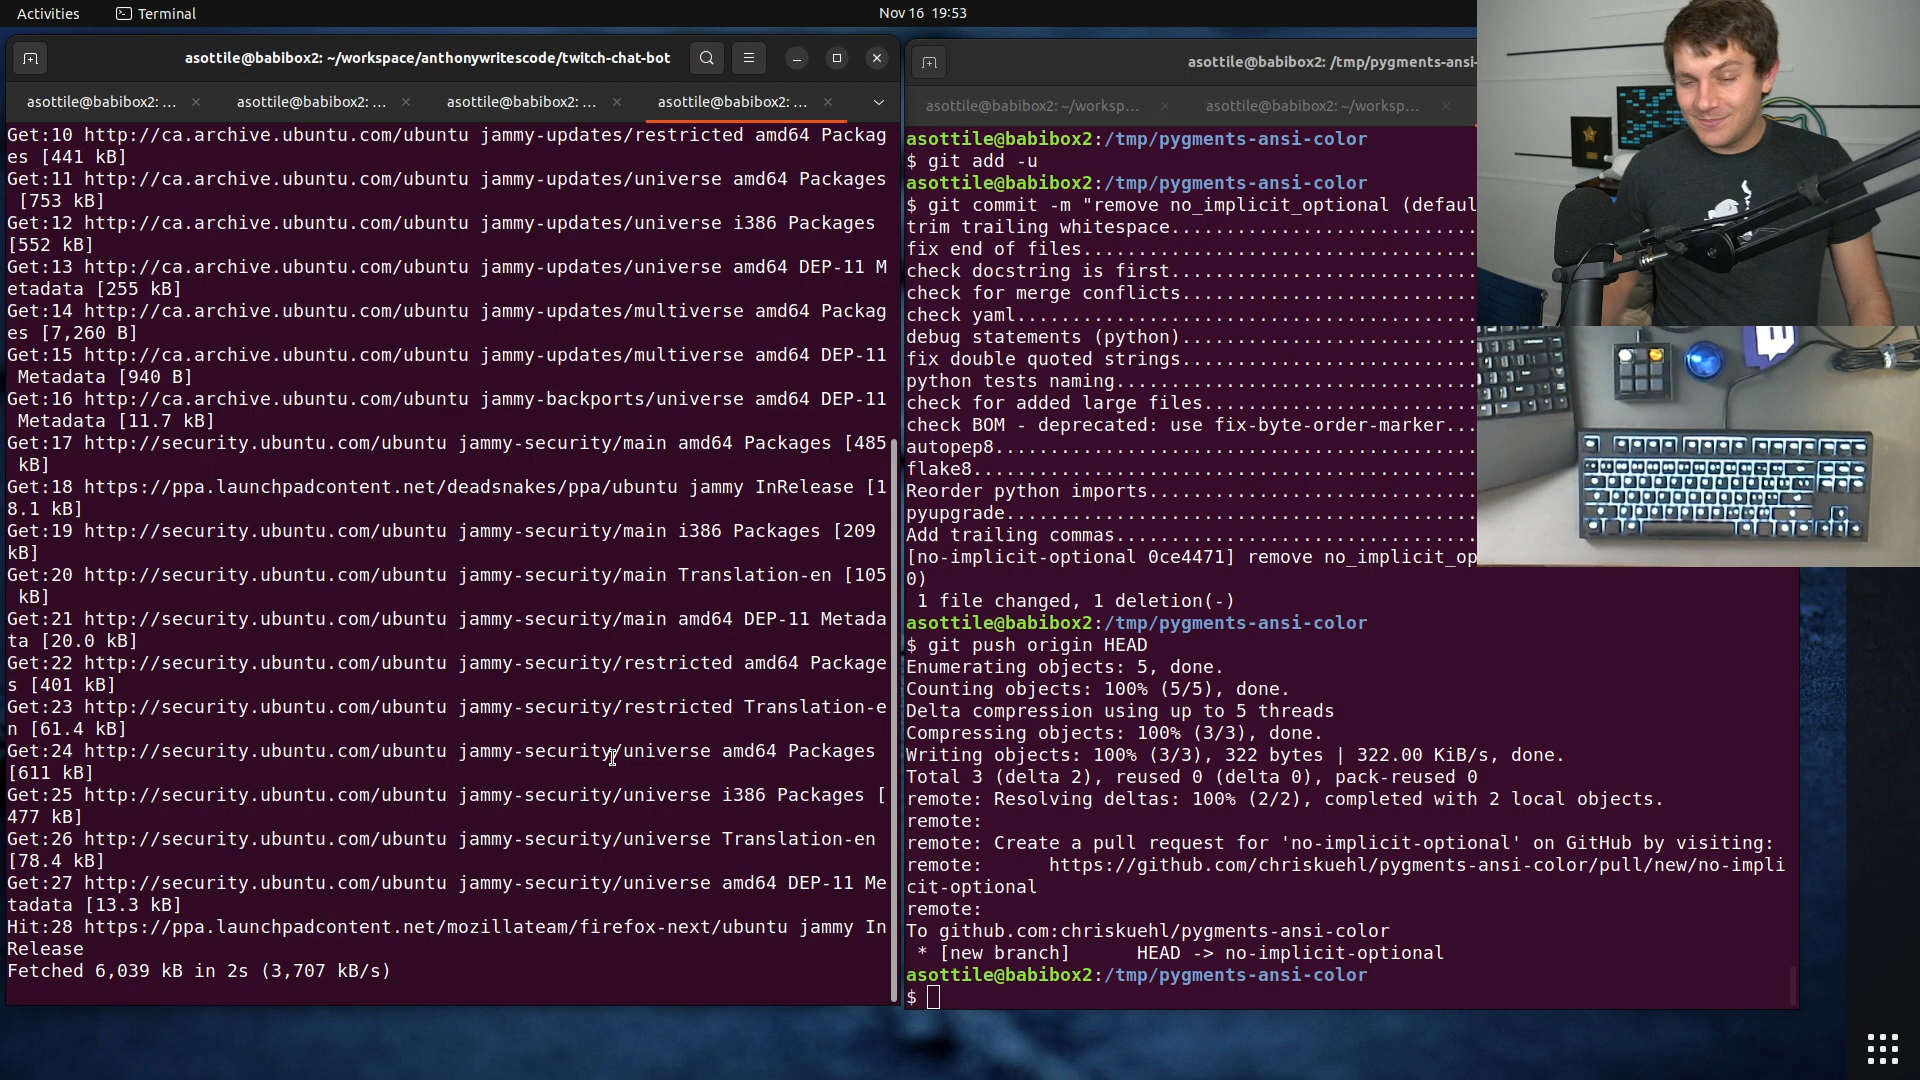 Activities
Terminal
Nov 16 19:53
asottile@babibox2: ~/workspace/anthonywritescode/twitch-chat-bot
asottile@babibox2: ...
asottile@babibox2: ...
asottile@babibox2: ...
asottile@babibox2: ...
Get:10 http://ca.archive.ubuntu.com/ubuntu jammy-updates/restricted amd64 Packag
es [441 kB]
Get:11 http://ca.archive.ubuntu.com/ubuntu jammy-updates/universe amd64 Packages
 [753 kB]
Get:12 http://ca.archive.ubuntu.com/ubuntu jammy-updates/universe i386 Packages
[552 kB]
Get:13 http://ca.archive.ubuntu.com/ubuntu jammy-updates/universe amd64 DEP-11 M
etadata [255 kB]
Get:14 http://ca.archive.ubuntu.com/ubuntu jammy-updates/multiverse amd64 Packag
es [7,260 B]
Get:15 http://ca.archive.ubuntu.com/ubuntu jammy-updates/multiverse amd64 DEP-11
 Metadata [940 B]
Get:16 http://ca.archive.ubuntu.com/ubuntu jammy-backports/universe amd64 DEP-11
 Metadata [11.7 kB]
Get:17 http://security.ubuntu.com/ubuntu jammy-security/main amd64 Packages [485
 kB]
Get:18 https://ppa.launchpadcontent.net/deadsnakes/ppa/ubuntu jammy InRelease [1
8.1 kB]
Get:19 http://security.ubuntu.com/ubuntu jammy-security/main i386 Packages [209
kB]
Get:20 http://security.ubuntu.com/ubuntu jammy-security/main Translation-en [105
 kB]
Get:21 http://security.ubuntu.com/ubuntu jammy-security/main amd64 DEP-11 Metada
ta [20.0 kB]
Get:22 http://security.ubuntu.com/ubuntu jammy-security/restricted amd64 Package
s [401 kB]
Get:23 http://security.ubuntu.com/ubuntu jammy-security/restricted Translation-e
n [61.4 kB]
Get:24 http://security.ubuntu.com/ubuntu jammy-security/universe amd64 Packages
[611 kB]
Get:25 http://security.ubuntu.com/ubuntu jammy-security/universe i386 Packages [
477 kB]
Get:26 http://security.ubuntu.com/ubuntu jammy-security/universe Translation-en
[78.4 kB]
Get:27 http://security.ubuntu.com/ubuntu jammy-security/universe amd64 DEP-11 Me
tadata [13.3 kB]
Hit:28 https://ppa.launchpadcontent.net/mozillateam/firefox-next/ubuntu jammy In
Release
Fetched 6,039 kB in 2s (3,707 kB/s)
asottile@babibox2: /tmp/pygments-ansi-
asottile@babibox2: ~/worksp...
asottile@babibox2: ~/worksp...
asottile@babibox2:/tmp/pygments-ansi-color
$ git add -u
asottile@babibox2:/tmp/pygments-ansi-color
$ git commit -m "remove no_implicit_optional (defaul
trim trailing whitespace............................
fix end of files....................................
check docstring is first............................
check for merge conflicts...........................
check yaml..........................................
debug statements (python)...........................
fix double quoted strings...........................
python tests naming.................................
check for added large files.........................
check BOM - deprecated: use fix-byte-order-marker...
autopep8............................................
flake8..............................................
Reorder python imports..............................
pyupgrade...........................................
Add trailing commas.................................
[no-implicit-optional 0ce4471] remove no_implicit_op
0)
 1 file changed, 1 deletion(-)
asottile@babibox2:/tmp/pygments-ansi-color
$ git push origin HEAD
Enumerating objects: 5, done.
Counting objects: 100% (5/5), done.
Delta compression using up to 5 threads
Compressing objects: 100% (3/3), done.
Writing objects: 100% (3/3), 322 bytes | 322.00 KiB/s, done.
Total 3 (delta 2), reused 0 (delta 0), pack-reused 0
remote: Resolving deltas: 100% (2/2), completed with 2 local objects.
remote:
remote: Create a pull request for 'no-implicit-optional' on GitHub by visiting:
remote:      https://github.com/chriskuehl/pygments-ansi-color/pull/new/no-impli
cit-optional
remote:
To github.com:chriskuehl/pygments-ansi-color
 * [new branch]      HEAD -> no-implicit-optional
asottile@babibox2:/tmp/pygments-ansi-color
$